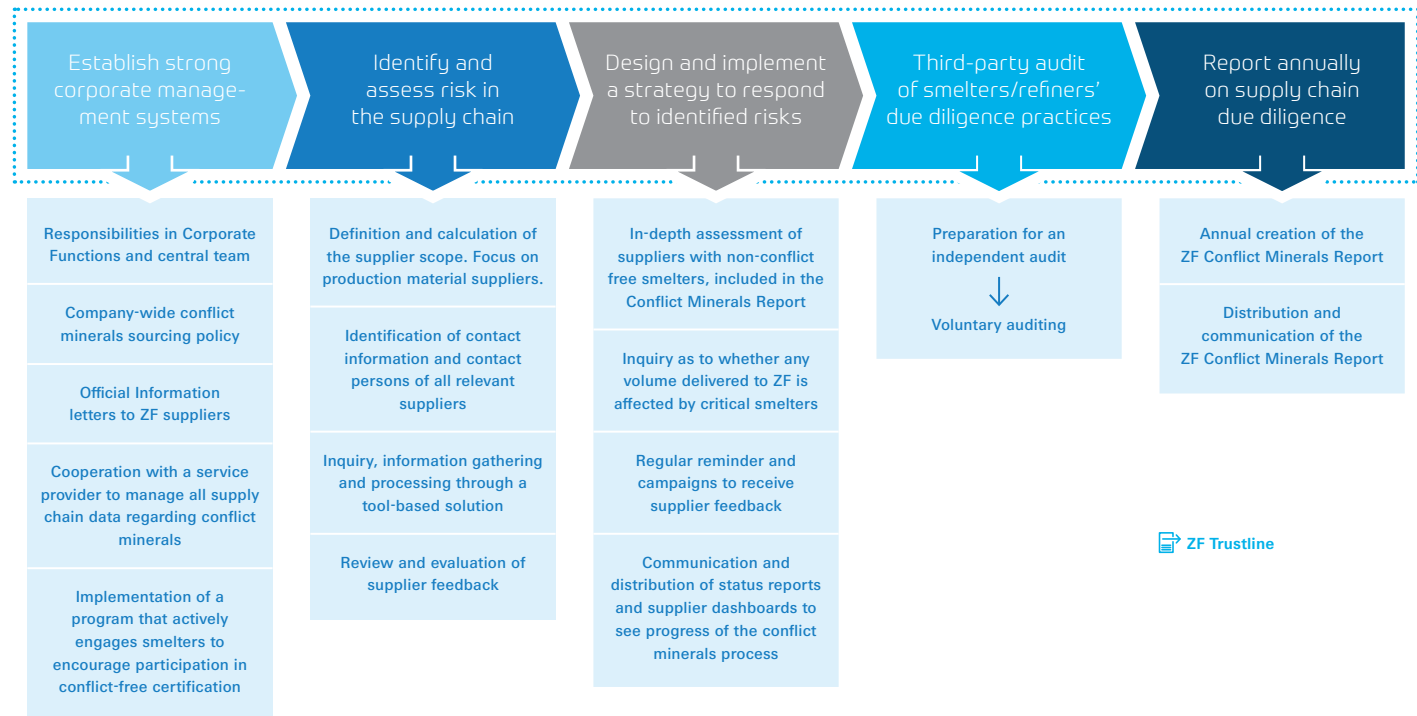 Establish strong
corporate manage-
ment systems
Identify and
assess risk in
the supply chain
Design and implement
a strategy to respond
to identified risks
Third-party audit
of smelters/refiners'
due diligence practices
Report annually
on supply chain
due diligence
Responsibilities in Corporate
Functions and central team
Company-wide conflict
minerals sourcing policy
Official Information
letters to ZF suppliers
Cooperation with a service
provider to manage all supply
chain data regarding conflict
minerals
Implementation of a
program that actively
engages smelters to
encourage participation in
conflict-free certification
Definition and calculation of
the supplier scope. Focus on
production material suppliers.
Identification of contact
information and contact
persons of all relevant
suppliers
Inquiry, information gathering
and processing through a
tool-based solution
Review and evaluation of
supplier feedback
In-depth assessment of
suppliers with non-conflict
free smelters, included in the
Conflict Minerals Report
Inquiry as to whether any
volume delivered to ZF is
affected by critical smelters
Regular reminder and
campaigns to receive
supplier feedback
Communication and
distribution of status reports
and supplier dashboards to
see progress of the conflict
minerals process
Preparation for an
independent audit
Voluntary auditing
Annual creation of the
ZF Conflict Minerals Report
Distribution and
communication of the
ZF Conflict Minerals Report
ZF Trustline